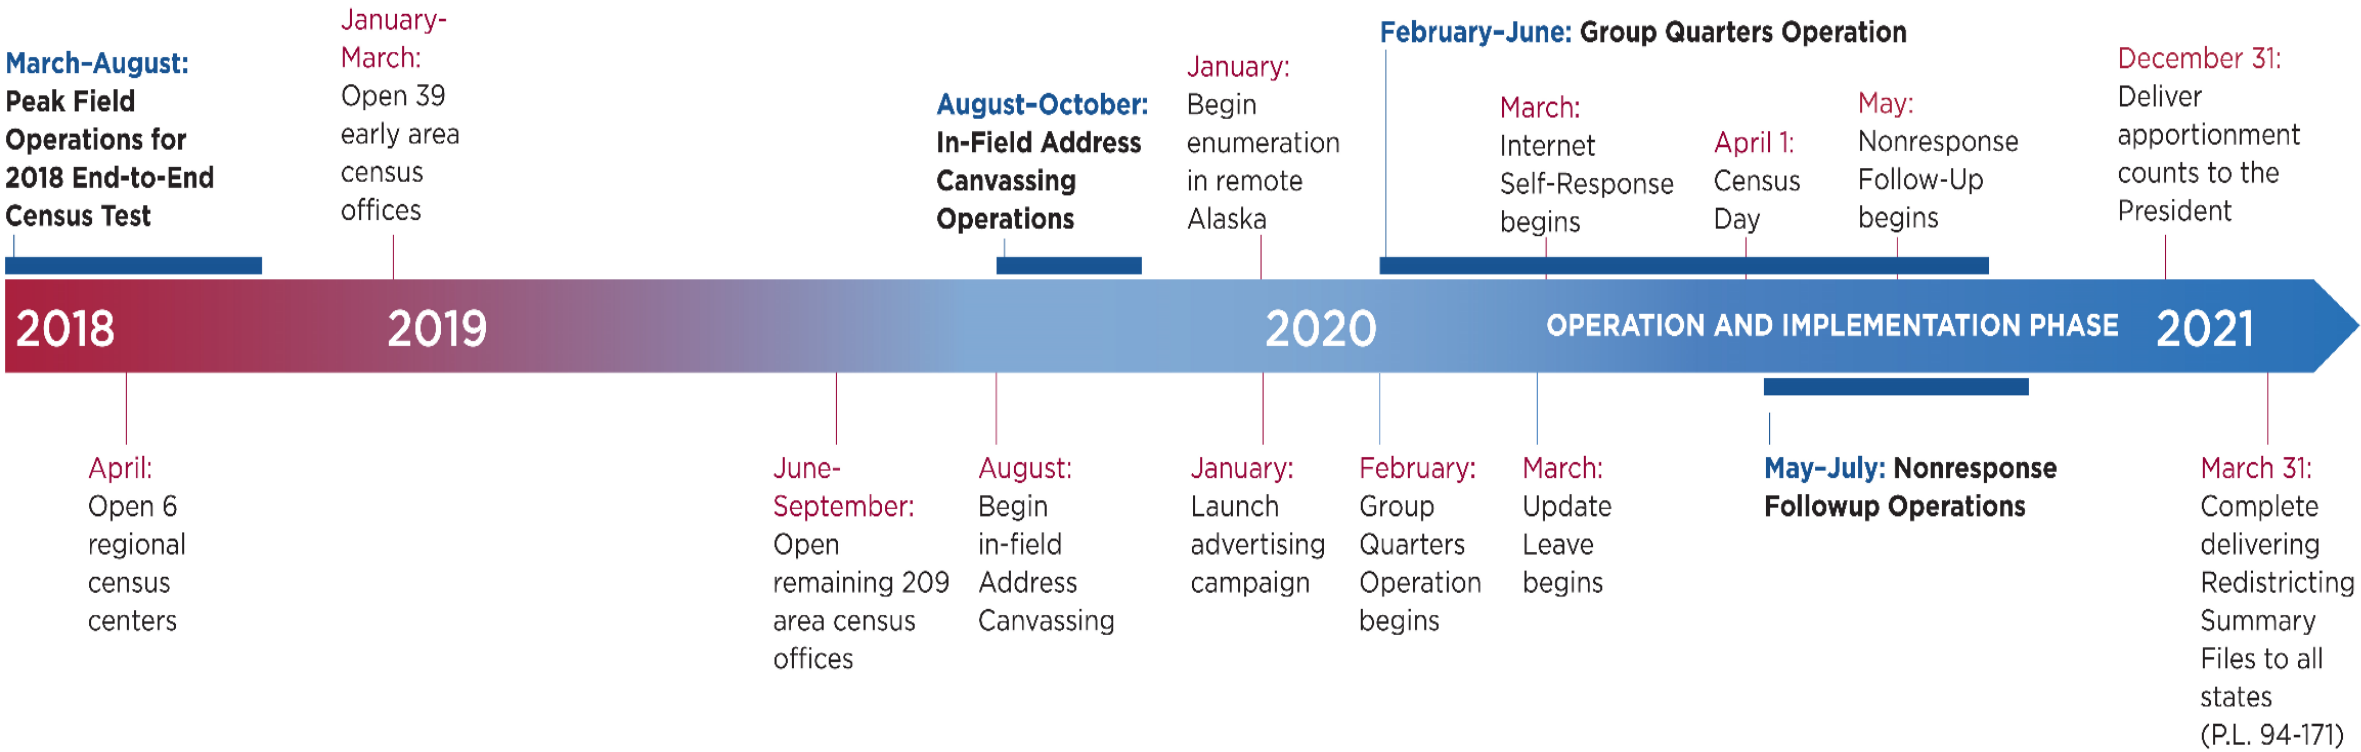 March–August:
Peak Field
Operations for
2018 End-to-End
Census Test
January-
March:
Open 39
early area
census
offices
August–October:
In-Field Address
Canvassing
Operations
January:
Begin
enumeration
in remote
Alaska
February–June: Group Quarters Operation
March:
Internet
Self-Response
begins
April 1:
Census
Day
May:
Nonresponse
Follow-Up
begins
December 31:
Deliver
apportionment
counts to the
President
2018
2019
2020
OPERATION AND IMPLEMENTATION PHASE
2021
April:
Open 6
regional
census
centers
June-
September:
Open
remaining 209
area census
offices
August:
Begin
in-field
Address
Canvassing
January:
Launch
advertising
campaign
February:
Group
Quarters
Operation
begins
March:
Update
Leave
begins
May–July: Nonresponse
Followup Operations
March 31:
Complete
delivering
Redistricting
Summary
Files to all
states
(P.L. 94-171)